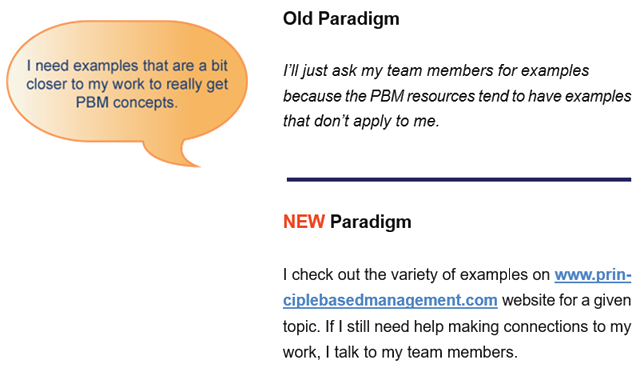 I need examples that are a bit
closer to my work to really get
PBM concepts.
Old Paradigm
I'll just ask my team members for examples
because the PBM resources tend to have examples
that don't apply to me.
NEW Paradigm
I check out the variety of examples on www.prin-
ciplebasedmanagement.com website for a given
topic. If I still need help making connections to my
work, I talk to my team members.